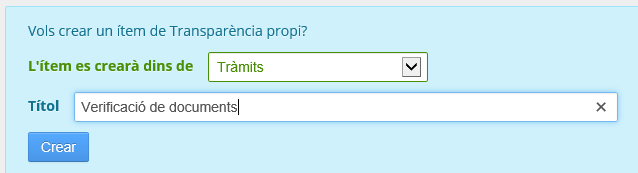 Vols crear un ítem de Transparència propi?
L'ítem es crearà dins de Tràmits
Títol Verificació de documents
Crear